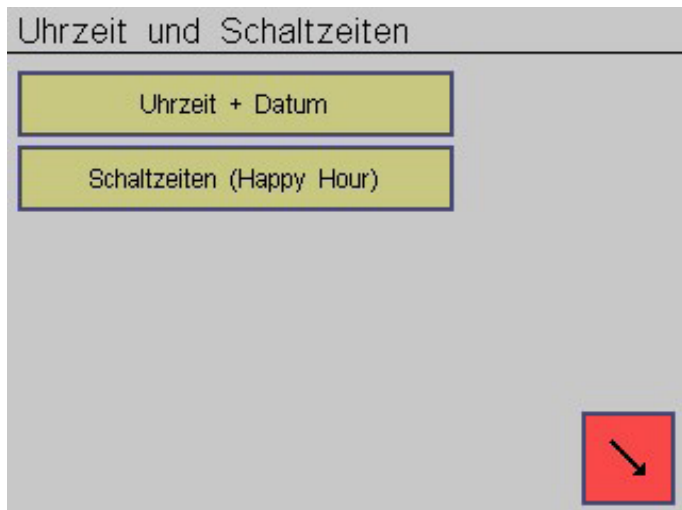 Uhrzeit und Schaltzeiten
Uhrzeit + Datum
Schaltzeiten (Happy Hour)